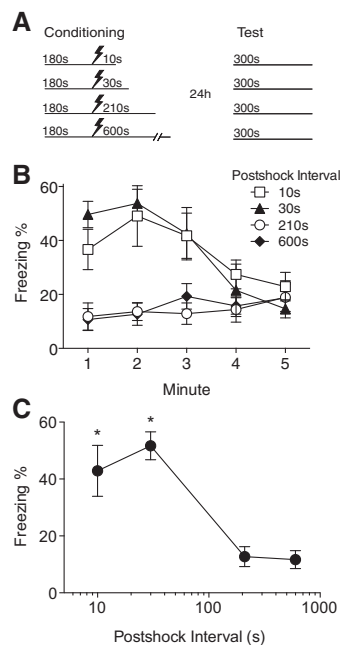 A
Conditioning Test
180s 10s 300s
180s 30s 300s
180s 210s 24h 300s
180s 600s 300s
B
Postshock Interval
10s
30s
210s
600s
60
40
20
0
Freezing %
1 2 3 4 5
Minute
C
60
40
20
0
Freezing %
* *
10 100 1000
Postshock Interval (s)